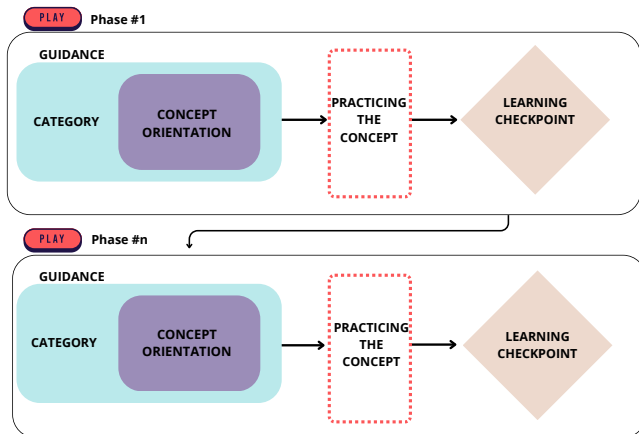 PLAY Phase #1
GUIDANCE
CATEGORY
CONCEPT
ORIENTATION
PRACTICING
THE
CONCEPT
LEARNING
CHECKPOINT
PLAY Phase #n
GUIDANCE
CATEGORY
CONCEPT
ORIENTATION
PRACTICING
THE
CONCEPT
LEARNING
CHECKPOINT